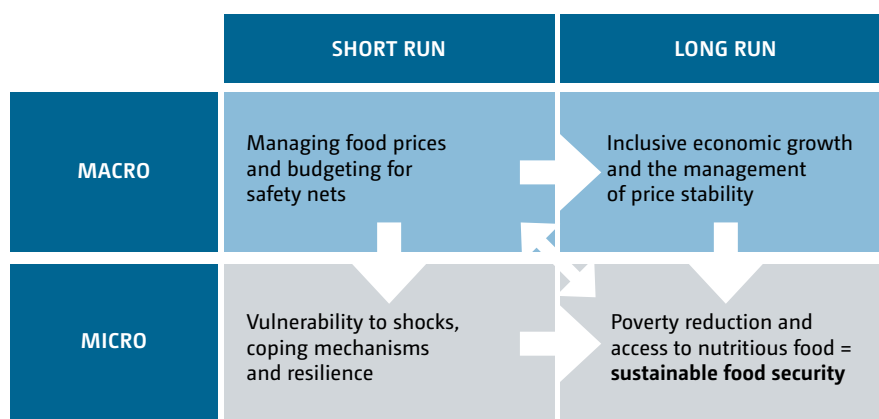 SHORT RUN
LONG RUN
MACRO
Managing food prices
and budgeting for
safety nets
Inclusive economic growth
and the management
of price stability
MICRO
Vulnerability to shocks,
coping mechanisms
and resilience
Poverty reduction and
access to nutritious food =
sustainable food security